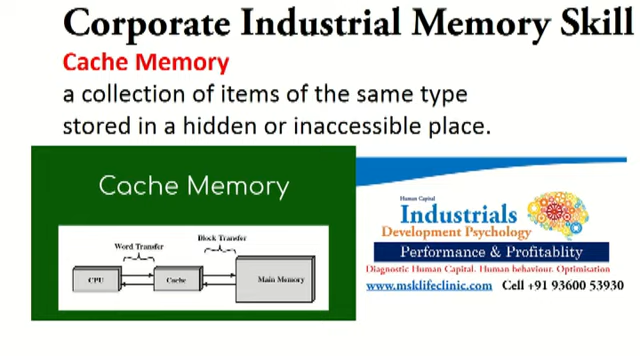 Corporate Industrial Memory Skill
Cache Memory
a collection of items of the same type
stored in a hidden or inaccessible place.
Cache Memory
Word Transfer
Block Transfer
CPU
Cache
Main Memory
Human Capital
Industrials
Development Psychology
Performance & Profitablity
Diagnostic Human Capital. Human behaviour. Optimisation
www.msklifeclinic.com Cell +91 93600 53930